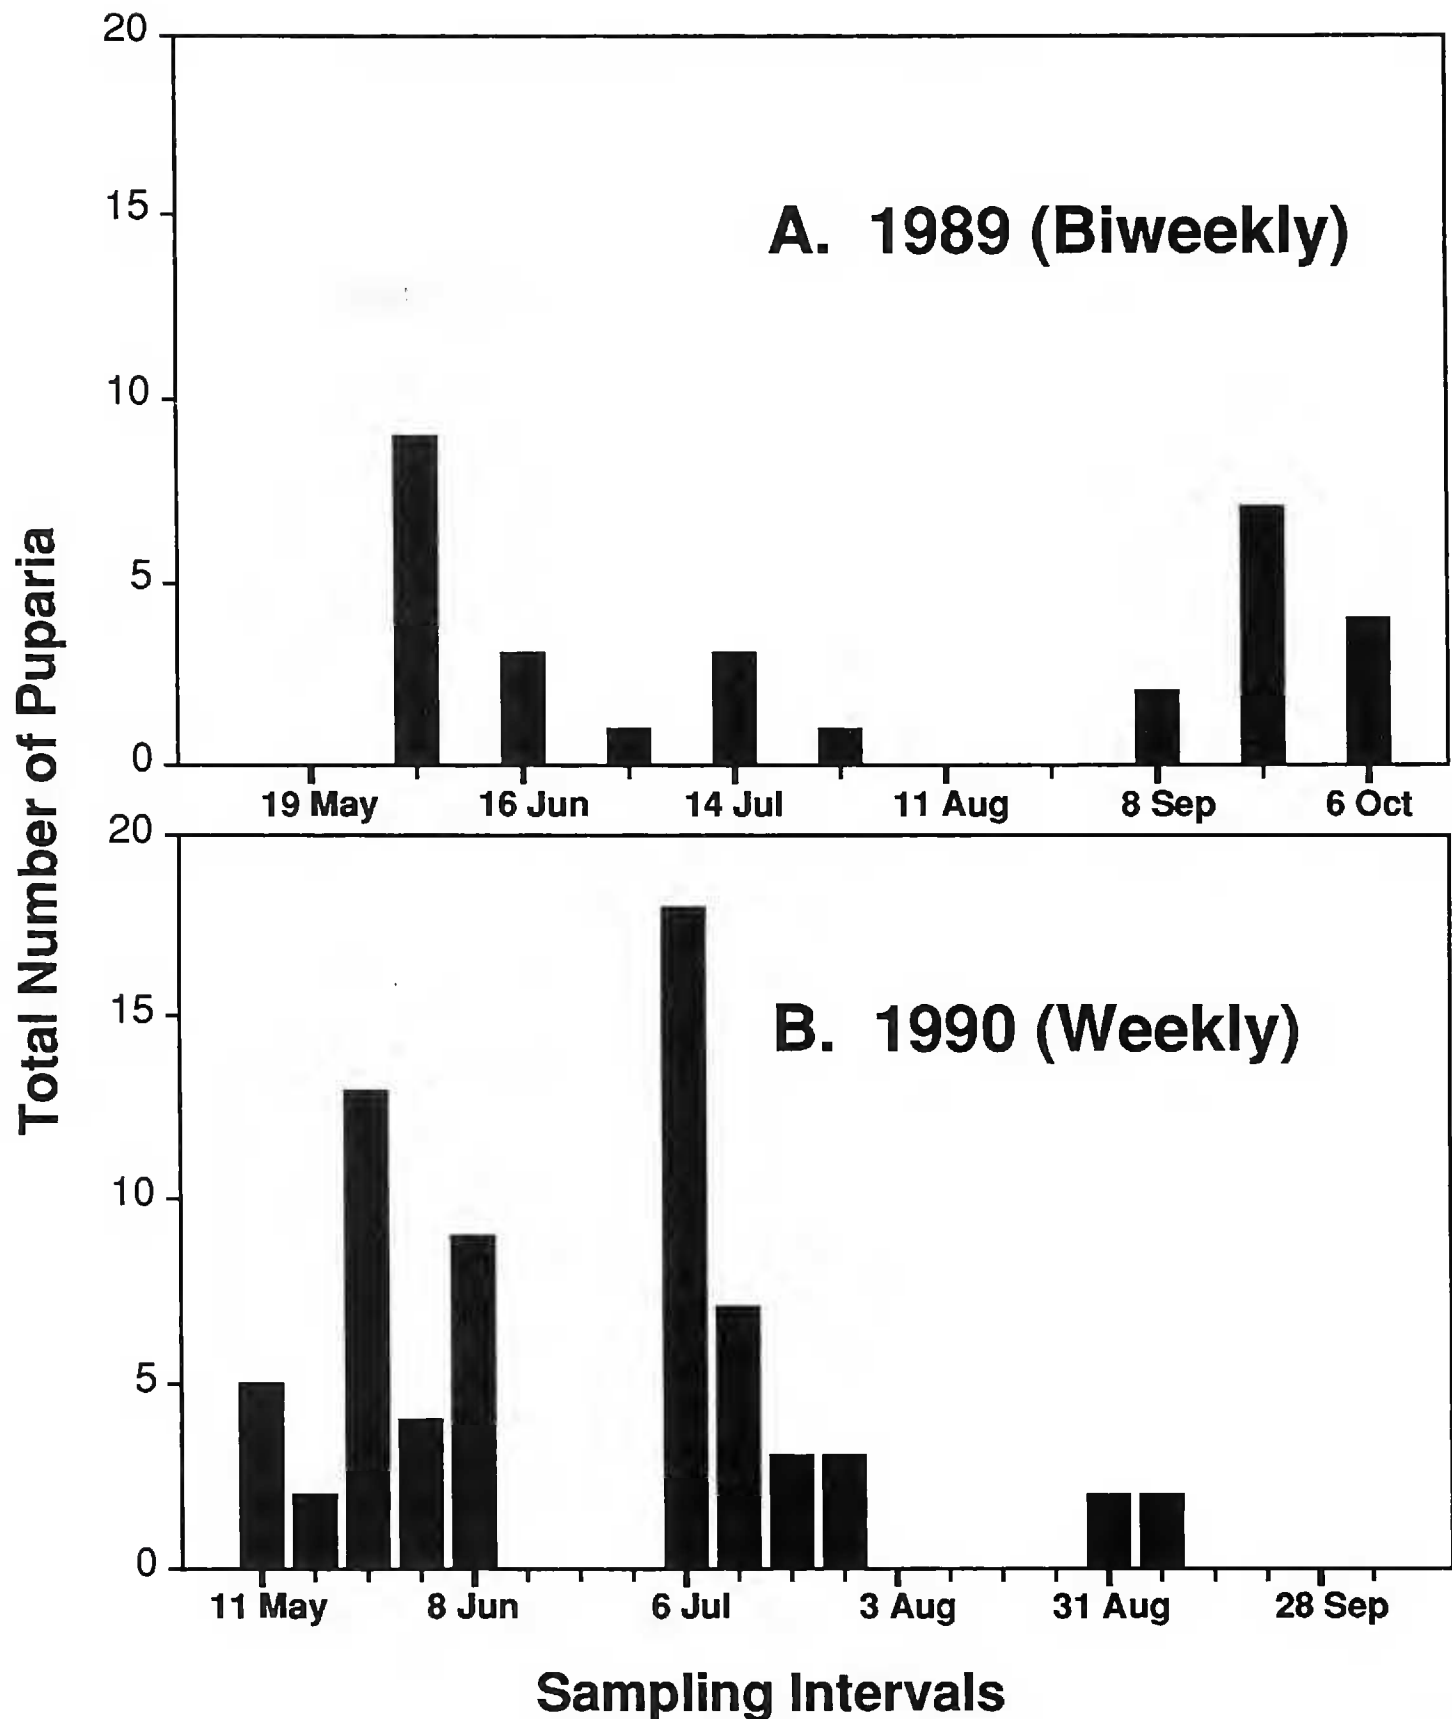 20
15
10
5
0
A. 1989 (Biweekly)
19 May 16 Jun 14 Jul 11 Aug 8 Sep 6 Oct
Total Number of Puparia
20
15
10
5
0
B. 1990 (Weekly)
11 May 8 Jun 6 Jul 3 Aug 31 Aug 28 Sep
Sampling Intervals